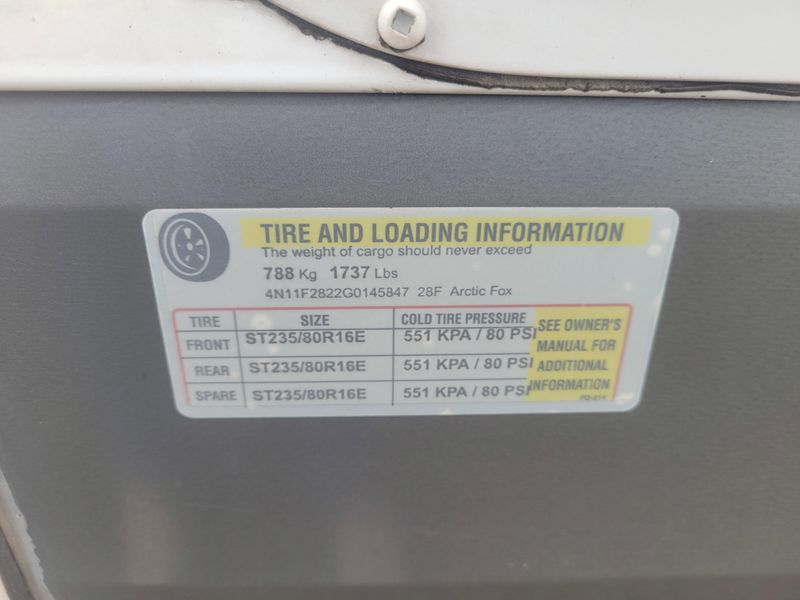 TIRE AND LOADING INFORMATION
The weight of cargo should never exceed
788 Kg 1737 Lbs
4N11F2822G0145847 28F Arctic Fox
TIRE SIZE COLD TIRE PRESSURE
FRONT ST235/80R16E 551 KPA / 80 PSI
REAR ST235/80R16E 551 KPA / 80 PSI
SPARE ST235/80R16E 551 KPA / 80 PSI
SEE OWNER'S
MANUAL FOR
ADDITIONAL
INFORMATION